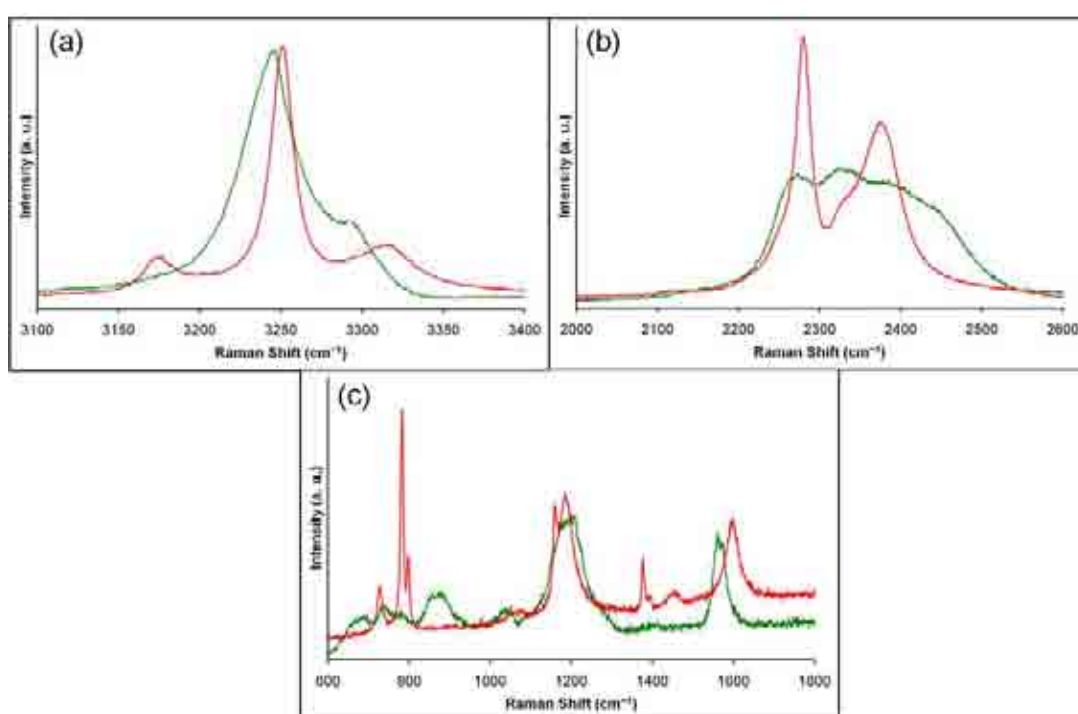 (a)
Intensity (a. u.)
3100 3150 3200 3250 3300 3350 3400
Raman Shift (cm⁻¹)
(b)
Intensity (a. u.)
2000 2100 2200 2300 2400 2500 2600
Raman Shift (cm⁻¹)
(c)
Intensity (a. u.)
600 800 1000 1200 1400 1600 1800
Raman Shift (cm⁻¹)